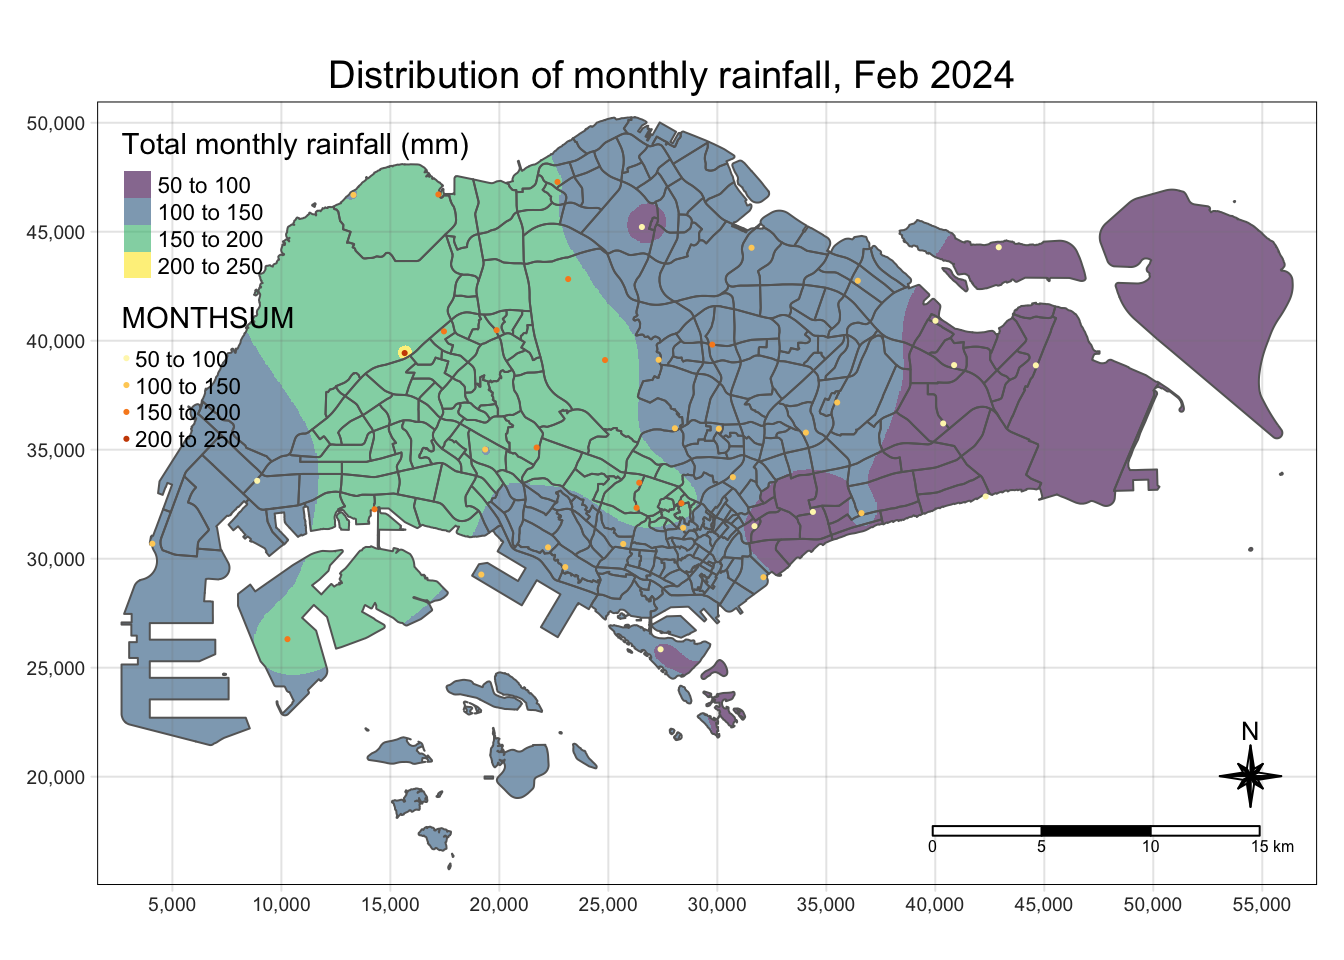 Distribution of monthly rainfall, Feb 2024
50,000
45,000
40,000
35,000
30,000
25,000
20,000
Total monthly rainfall (mm)
50 to 100
100 to 150
150 to 200
200 to 250
MONTHSUM
50 to 100
100 to 150
150 to 200
200 to 250
N
0 5 10 15 km
5,000 10,000 15,000 20,000 25,000 30,000 35,000 40,000 45,000 50,000 55,000